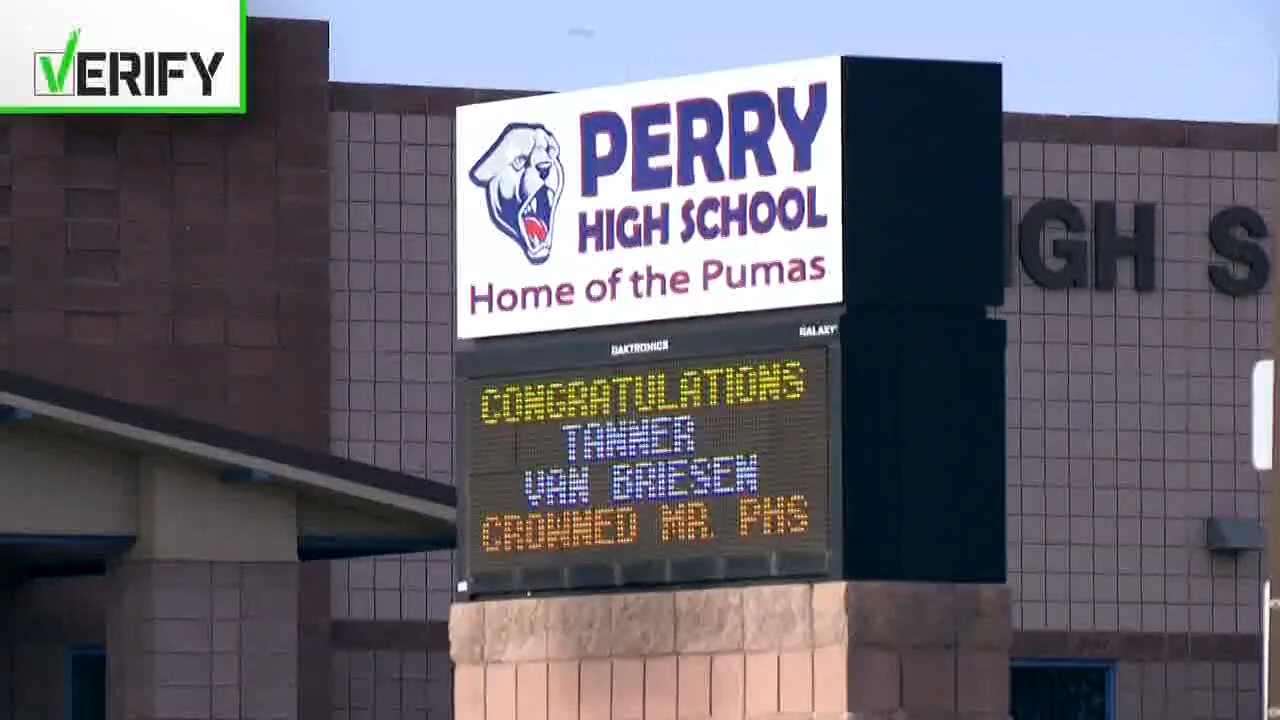 VERIFY
PERRY
HIGH SCHOOL
Home of the Pumas
DAKTRONICS
GALAXY
CONGRATULATIONS
TANNER
VAN BRIESEN
CROWNED MR. PHS
IGH S